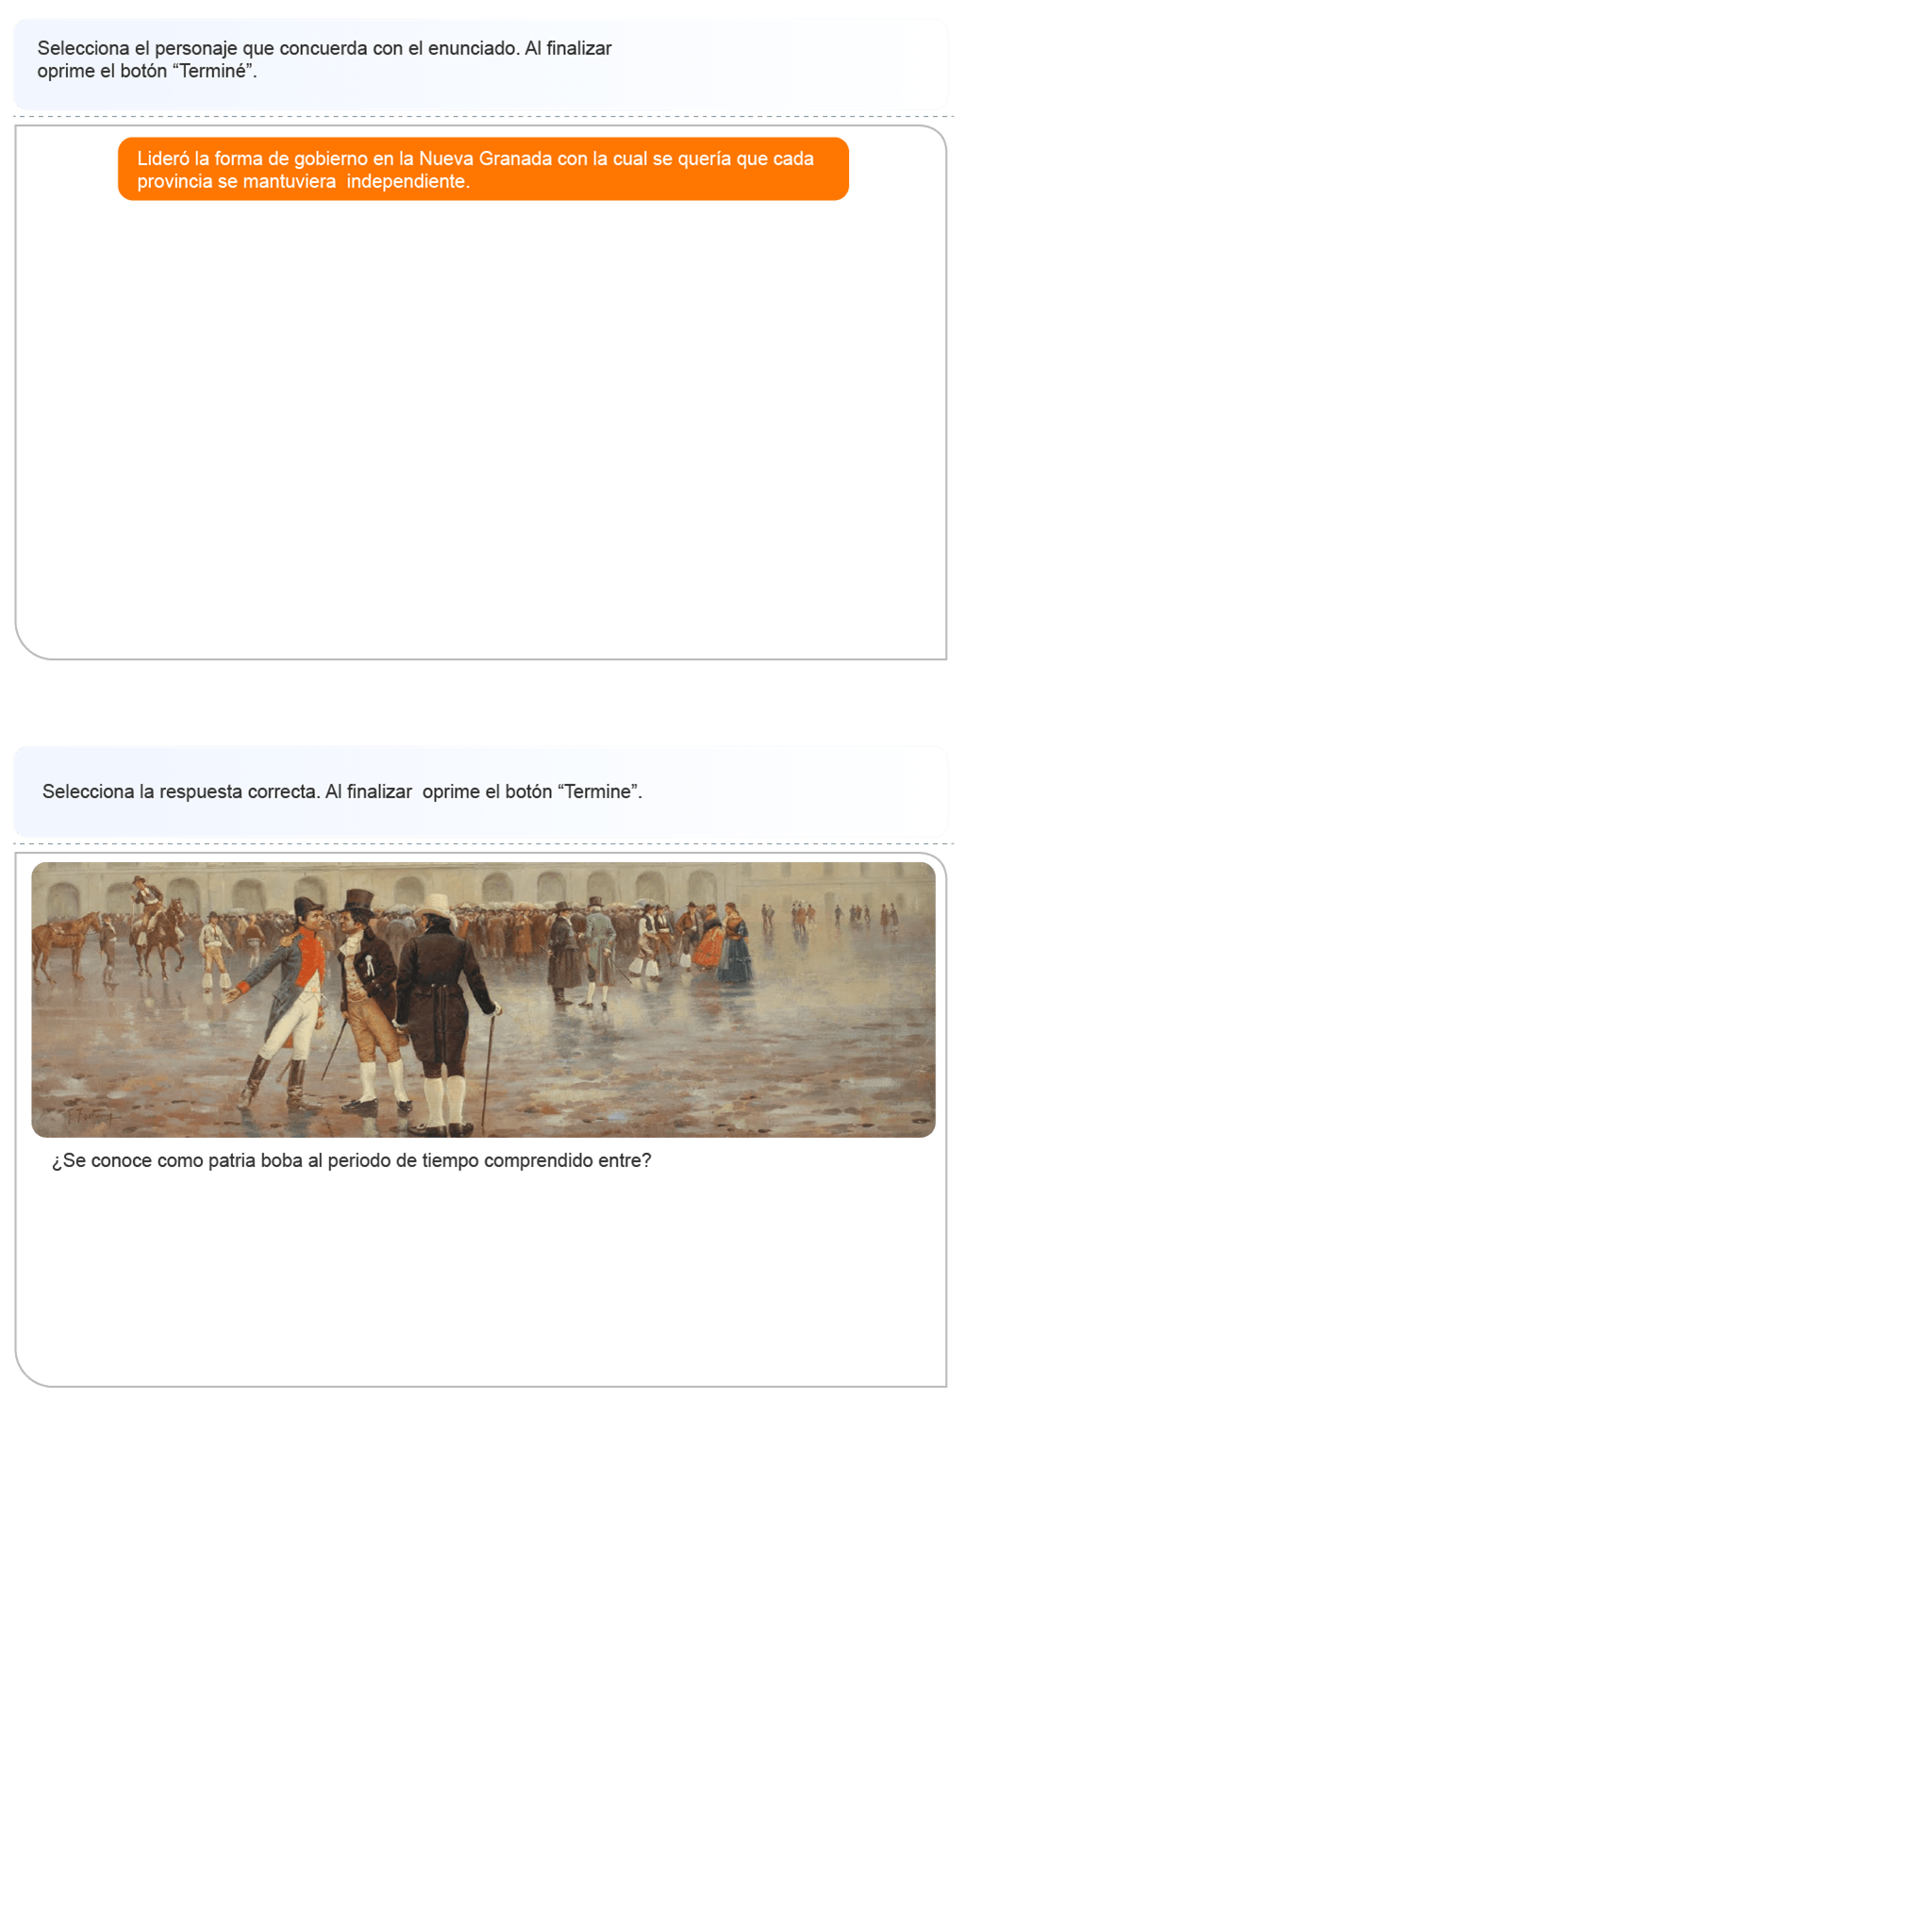 Selecciona el personaje que concuerda con el enunciado. Al finalizar
oprime el botón “Terminé”.
Lideró la forma de gobierno en la Nueva Granada con la cual se quería que cada
provincia se mantuviera  independiente.
Selecciona la respuesta correcta. Al finalizar  oprime el botón “Termine”.
¿Se conoce como patria boba al periodo de tiempo comprendido entre?